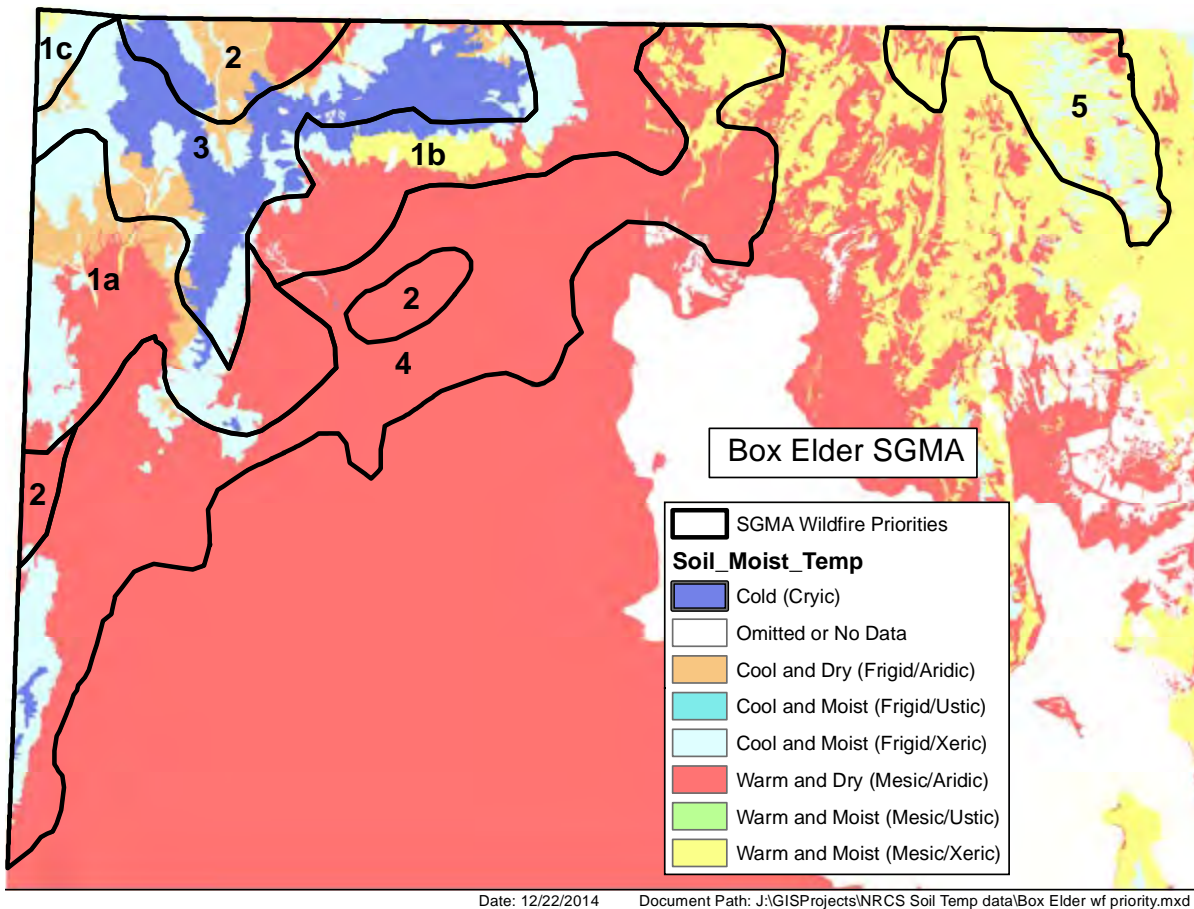 1c
2
5
3
1b
1a
2
4
2
Box Elder SGMA
SGMA Wildfire Priorities
Soil_Moist_Temp
Cold (Cryic)
Omitted or No Data
Cool and Dry (Frigid/Aridic)
Cool and Moist (Frigid/Ustic)
Cool and Moist (Frigid/Xeric)
Warm and Dry (Mesic/Aridic)
Warm and Moist (Mesic/Ustic)
Warm and Moist (Mesic/Xeric)
Date: 12/22/2014 Document Path: J:\GISProjects\NRCS Soil Temp data\Box Elder wf priority.mxd